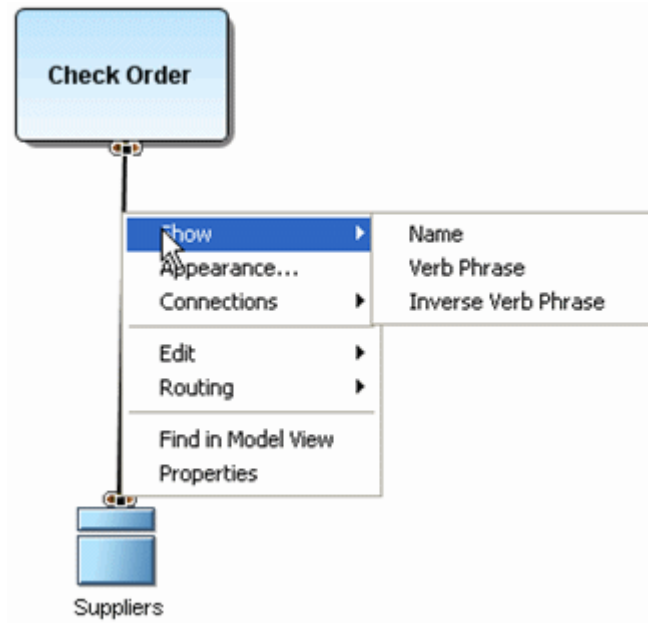 Check Order
Show
Appearance...
Connections
Edit
Routing
Find in Model View
Properties
Name
Verb Phrase
Inverse Verb Phrase
Suppliers